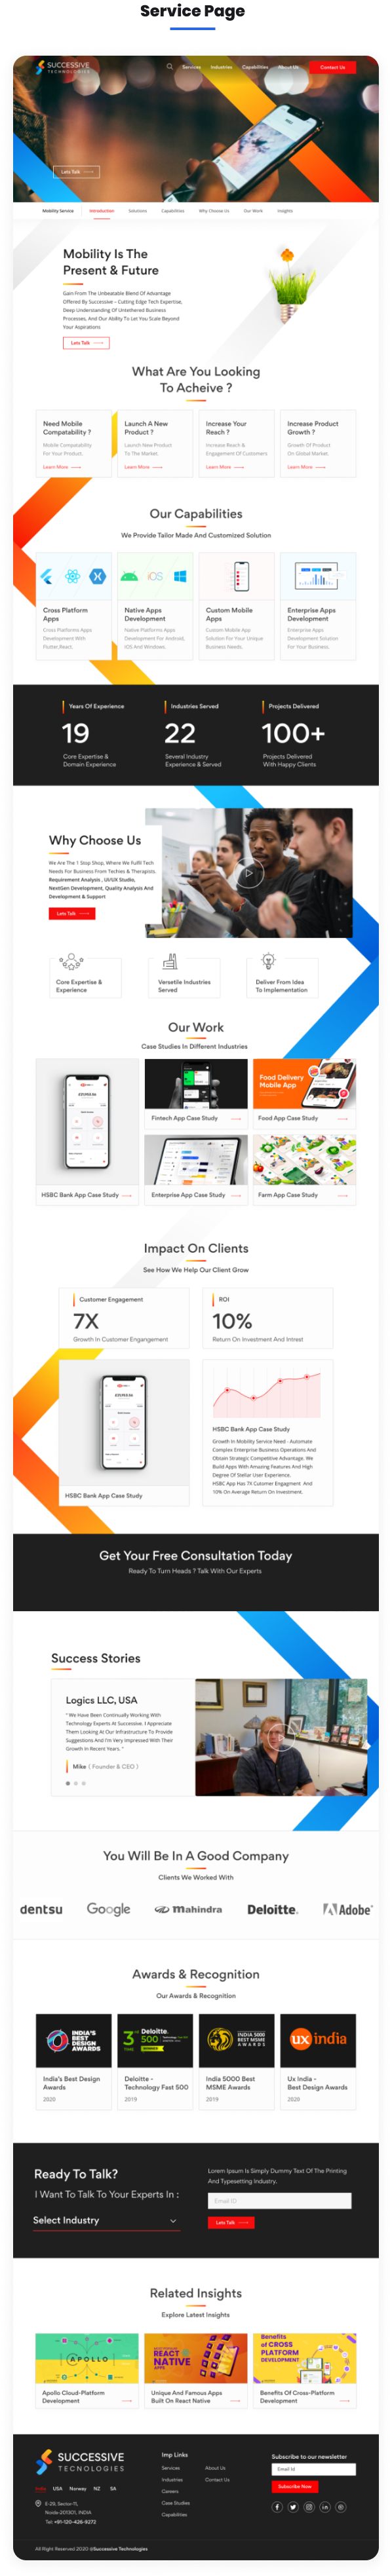 Service Page
SUCCESSIVE
TECHNOLOGIES
Services Industries Capabilities About Us Contact Us
Lets Talk
Mobility Service Introduction Solutions Capabilities Why Choose Us Our Work Insights
Mobility Is The
Present & Future
Gain From The Unbeatable Blend Of Advantage
Offered By Successive - Cutting Edge Tech Expertise,
Deep Understanding Of Untethered Business
Processes, And Our Ability To Let You Scale Beyond
Your Aspirations
Lets Talk
What Are You Looking
To Acheive ?
Need Mobile
Compatability ?
Mobile Compatability
For Your Product.
Learn More
Launch A New
Product ?
Launch New Product
To The Market.
Learn More
Increase Your
Reach ?
Increase Reach &
Engagement Of Customers
Learn More
Increase Product
Growth ?
Growth Of Product
On Global Market.
Learn More
Our Capabilities
We Provide Tailor Made And Customized Solution
iOS
Cross Platform
Apps
Cross Platforms Apps
Development With
Flutter,React.
Native Apps
Development
Native Platforms Apps
Development For Android,
iOS And Windows.
Custom Mobile
Apps
Custom Mobile App
Solution For Your Unique
Business Needs.
Enterprise Apps
Development
Enterprise Apps
Development Solution
For Your Business.
Years Of Experience
19
Core Expertise &
Domain Experience
Industries Served
22
Several Industry
Experience & Served
Projects Delivered
100+
Projects Delivered
With Happy Clients
Why Choose Us
We Are The 1 Stop Shop, Where We Fulfil Tech
Needs For Business From Techies & Therapists.
Requirement Analysis , UI/UX Studio,
NextGen Development, Quality Analysis And
Development & Support
Lets Talk
Core Expertise &
Experience
Versetile Industries
Served
Deliver From Idea
To Implementation
Our Work
Case Studies In Different Industries
HSBC Bank App Case Study
Fintech App Case Study
Food Delivery
Mobile App
Food App Case Study
Enterprise App Case Study
Farm App Case Study
Impact On Clients
See How We Help Our Client Grow
Customer Engagement
7X
Growth In Customer Engangement
ROI
10%
Return On Investment And Intrest
HSBC Bank App Case Study
HSBC Bank App Case Study
Growth In Mobility Service Need - Automate
Complex Enterprise Business Operations And
Obtain Strategic Competitive Advantage. We
Build Apps With Amazing Features And High
Degree Of Stellar User Experience.
HSBC App Has 7X Cutomer Engagment And
10% On Average Return On Investment.
Get Your Free Consultation Today
Ready To Turn Heads ? Talk With Our Experts
Success Stories
Logics LLC, USA
" We Have Been Continually Working With
Technology Experts At Successive. I Appreciate
Them Looking At Our Infrastructure To Provide
Suggestions And I'm Very Impressed With Their
Growth In Recent Years. "
Mike ( Founder & CEO )
You Will Be In A Good Company
Clients We Worked With
dentsu Google Mahindra Deloitte. Adobe
Awards & Recognition
Our Awards & Recognition
INDIA'S
BEST
DESIGN
AWARDS
India's Best Design
Awards
2020
Deloitte.
500
WINNER
Deloitte -
Technology Fast 500
2019
INDIA 5000
BEST MSME
AWARDS
India 5000 Best
MSME Awards
2019
ux india
Ux India -
Best Design Awards
2020
Ready To Talk?
I Want To Talk To Your Experts In :
Select Industry
Lorem Ipsum Is Simply Dummy Text Of The Printing
And Typesetting Industry.
Email ID
Lets Talk
Related Insights
Explore Latest Insights
APOLLO
Apollo Cloud-Platform
Development
REACT
NATIVE
APPS
Unique And Famous Apps
Built On React Native
Benefits
of CROSS
PLATFORM
DEVELOPMENT
Benefits Of Cross-Platform
Development
SUCCESSIVE
TECNOLOGIES
India USA Norway NZ SA
E-29, Sector-11,
Noida-201301, INDIA
Tel: +91-120-426-9272
Imp Links
Services
Industries
Careers
Case Studies
Capabilities
About Us
Contact Us
Subscribe to our newsletter
Email Id
Subscribe Now
All Right Reserved 2020 @Successive Technologies